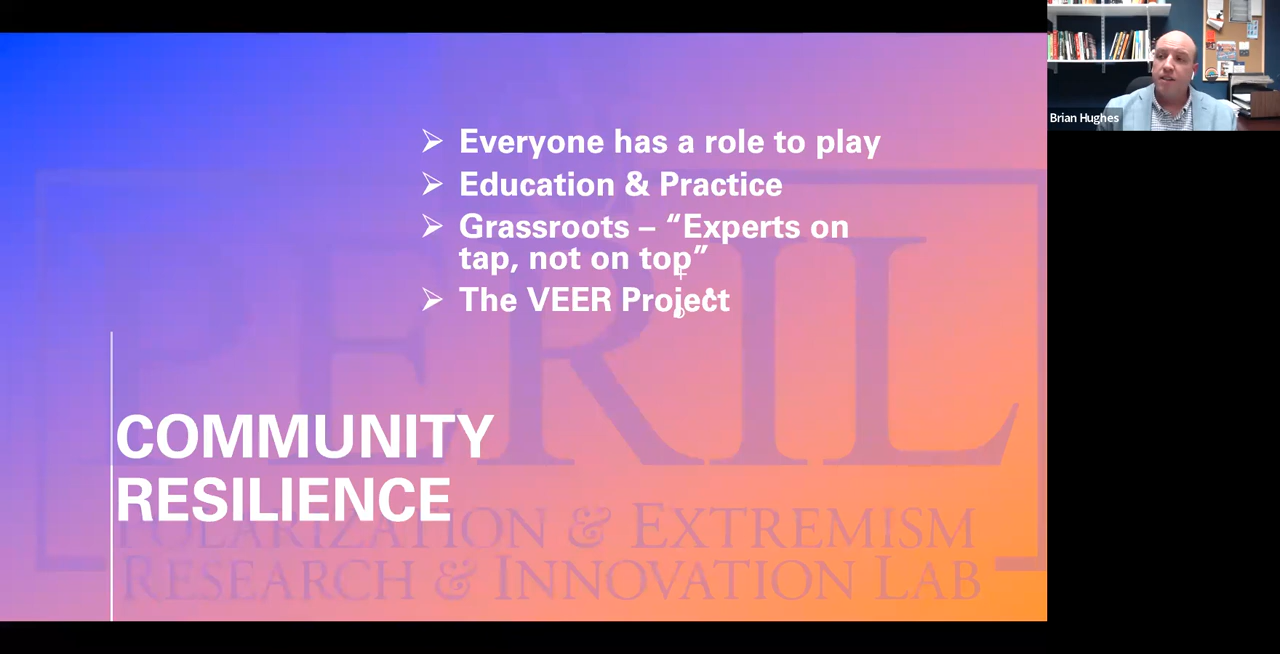 Everyone has a role to play
Education & Practice
Grassroots – “Experts on
tap, not on top”
The VEER Project
COMMUNITY
RESILIENCE
PERIL
POLARIZATION & EXTREMISM
RESEARCH & INNOVATION LAB
Brian Hughes